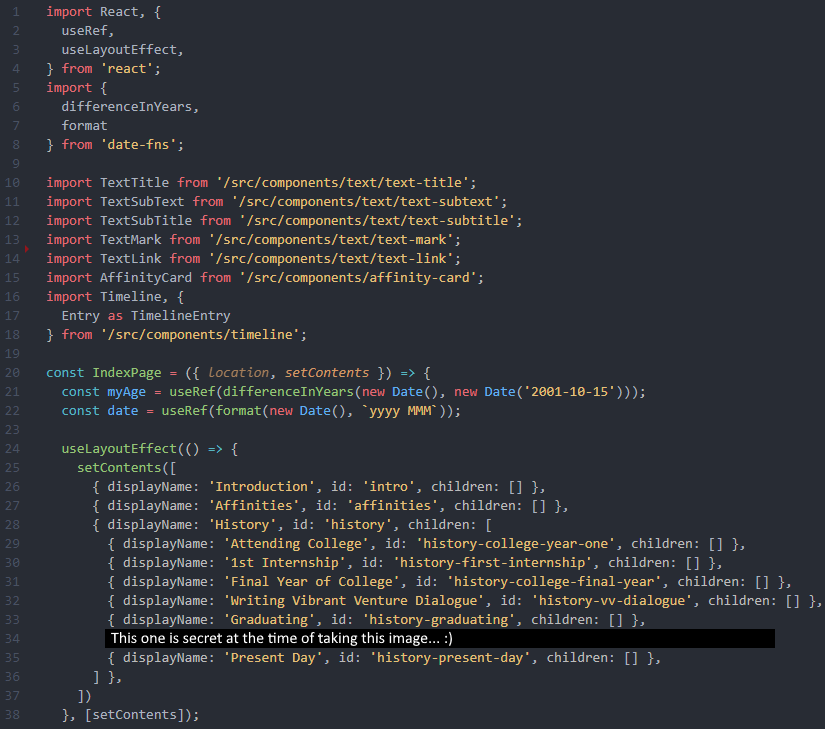 1 import React, {
2 useRef,
3 useLayoutEffect,
4 } from 'react';
5 import {
6 differenceInYears,
7 format
8 } from 'date-fns';
9
10 import TextTitle from '/src/components/text/text-title';
11 import TextSubText from '/src/components/text/text-subtext';
12 import TextSubTitle from '/src/components/text/text-subtitle';
13 import TextMark from '/src/components/text/text-mark';
14 import TextLink from '/src/components/text/text-link';
15 import AffinityCard from '/src/components/affinity-card';
16 import Timeline, {
17 Entry as TimelineEntry
18 } from '/src/components/timeline';
19
20 const IndexPage = ({ location, setContents }) => {
21 const myAge = useRef(differenceInYears(new Date(), new Date('2001-10-15')));
22 const date = useRef(format(new Date(), `yyyy MMM`));
23
24 useLayoutEffect(() => {
25 setContents([
26 { displayName: 'Introduction', id: 'intro', children: [] },
27 { displayName: 'Affinities', id: 'affinities', children: [] },
28 { displayName: 'History', id: 'history', children: [
29 { displayName: 'Attending College', id: 'history-college-year-one', children: [] },
30 { displayName: '1st Internship', id: 'history-first-internship', children: [] },
31 { displayName: 'Final Year of College', id: 'history-college-final-year', children: [] },
32 { displayName: 'Writing Vibrant Venture Dialogue', id: 'history-vv-dialogue', children: [] },
33 { displayName: 'Graduating', id: 'history-graduating', children: [] },
34 This one is secret at the time of taking this image... :)
35 { displayName: 'Present Day', id: 'history-present-day', children: [] },
36 ] },
37 ])
38 }, [setContents]);